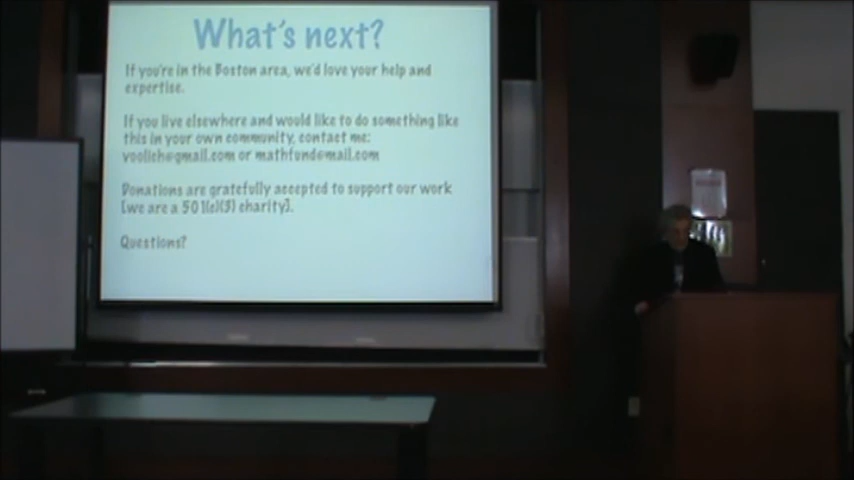 What's next?
If you're in the Boston area, we'd love your help and
expertise.
If you live elsewhere and would like to do something like
this in your own community, contact me:
voolich@gmail.com or mathfund@mail.com
Donations are gratefully accepted to support our work
[we are a 501(c)(3) charity].
Questions?